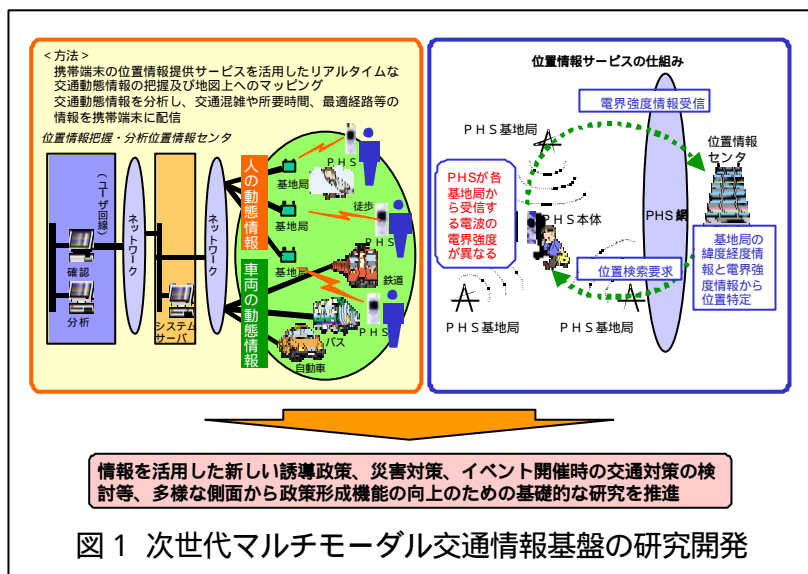 <方法>
携帯端末の位置情報提供サービスを活用したリアルタイムな
交通動態情報の把握及び地図上へのマッピング
交通動態情報を分析し、交通混雑や所要時間、最適経路等の
情報を携帯端末に配信
位置情報把握・分析位置情報センタ
(ユーザ回線)
確認
分析
ネットワーク
システム
サーバ
ネットワーク
人の動態情報
車両の動態情報
基地局
PHS
基地局
徒歩
PHS
基地局
鉄道
PHS
バス
自動車
位置情報サービスの仕組み
電界強度情報受信
PHS基地局
位置情報
センタ
PHSが各
基地局か
ら受信す
る電波の
電界強度
が異なる
PHS本体
PHS網
基地局の
緯度経度情
報と電界強
度情報から
位置特定
位置検索要求
PHS基地局
PHS基地局
情報を活用した新しい誘導政策、災害対策、イベント開催時の交通対策の検
討等、多様な側面から政策形成機能の向上のための基礎的な研究を推進
図1 次世代マルチモーダル交通情報基盤の研究開発